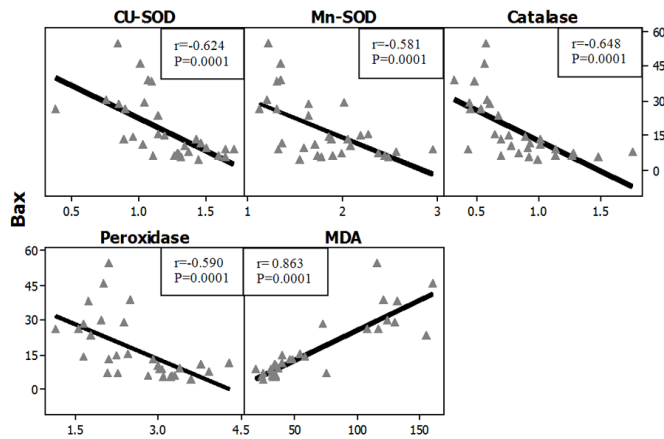 CU-SOD Mn-SOD Catalase
r=-0.624
P=0.0001
r=-0.581
P=0.0001
r=-0.648
P=0.0001
60
45
30
15
0
0.5 1.0 1.5 1 2 3 0.5 1.0 1.5
Bax
Peroxidase MDA
r=-0.590
P=0.0001
r= 0.863
P=0.0001
60
45
30
15
0
1.5 3.0 4.5 50 100 150